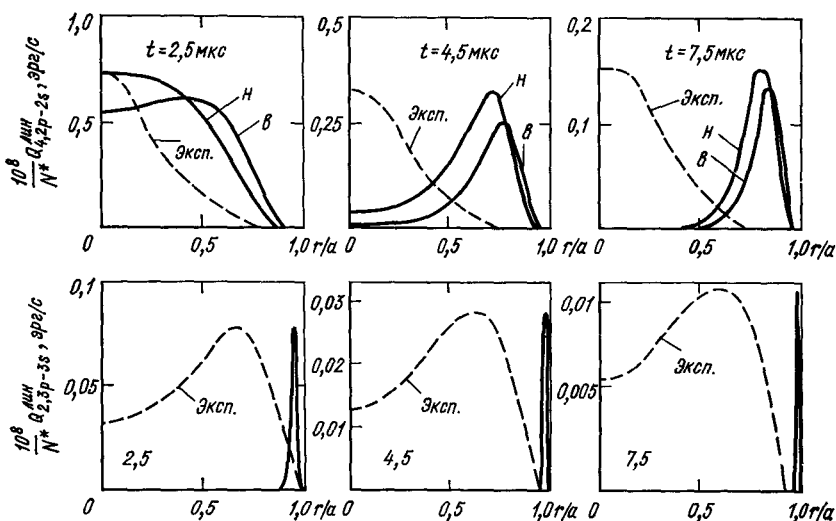 10⁸/N* Q^лин_4,2p-2s, эрг/с
1,0
0,5
0
t=2,5 мкс
Н
В
Эксп.
0,5
1,0 r/a
0,5
0,25
0
t=4,5 мкс
Н
В
Эксп.
0,5
1,0 r/a
0,2
0,1
0
t=7,5 мкс
Эксп.
Н
В
0,5
1,0 r/a
10⁸/N* Q^лин_2,3p-3s, эрг/с
0,1
0,05
0
Эксп.
2,5
0,5
1,0 r/a
0,03
0,02
0,01
0
Эксп.
4,5
0,5
1,0 r/a
0,01
0,005
0
Эксп.
7,5
0,5
1,0 r/a